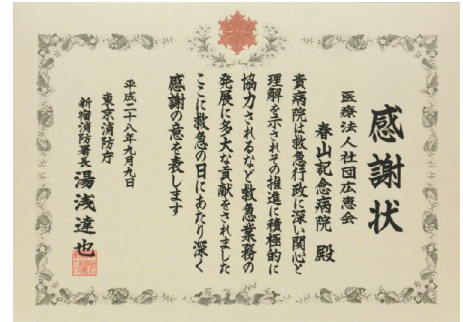 感謝状
医療法人社団広恵会
春山記念病院 殿
貴病院は救急行政に深い関心と
理解を示されその推進に積極的に
協力されるなど救急業務の
発展に多大な貢献をされました
ここに救急の日にあたり深く
感謝の意を表します
平成二十八年九月九日
東京消防庁
新宿消防署長 湯浅達也